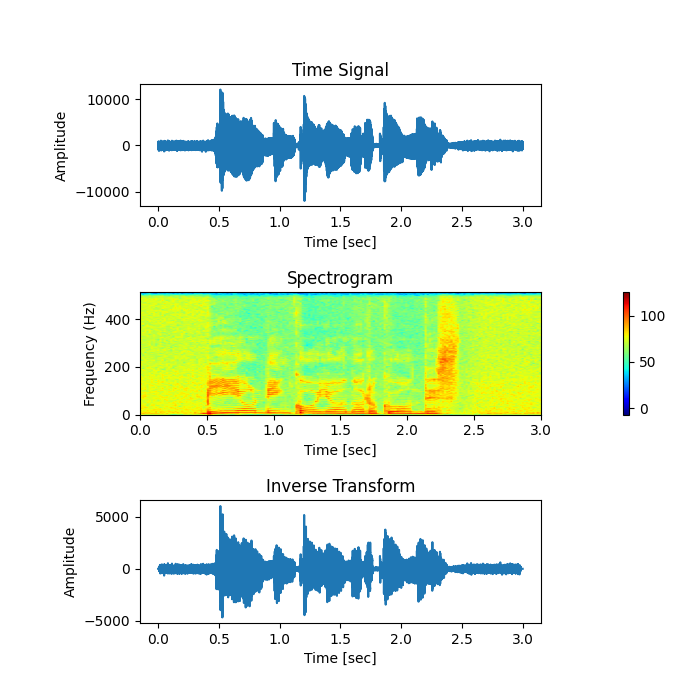 Time Signal
10000
0
−10000
Amplitude
0.0 0.5 1.0 1.5 2.0 2.5 3.0
Time [sec]
Spectrogram
400
200
0
Frequency (Hz)
0.0 0.5 1.0 1.5 2.0 2.5 3.0
Time [sec]
100
50
0
Inverse Transform
5000
0
−5000
Amplitude
0.0 0.5 1.0 1.5 2.0 2.5 3.0
Time [sec]